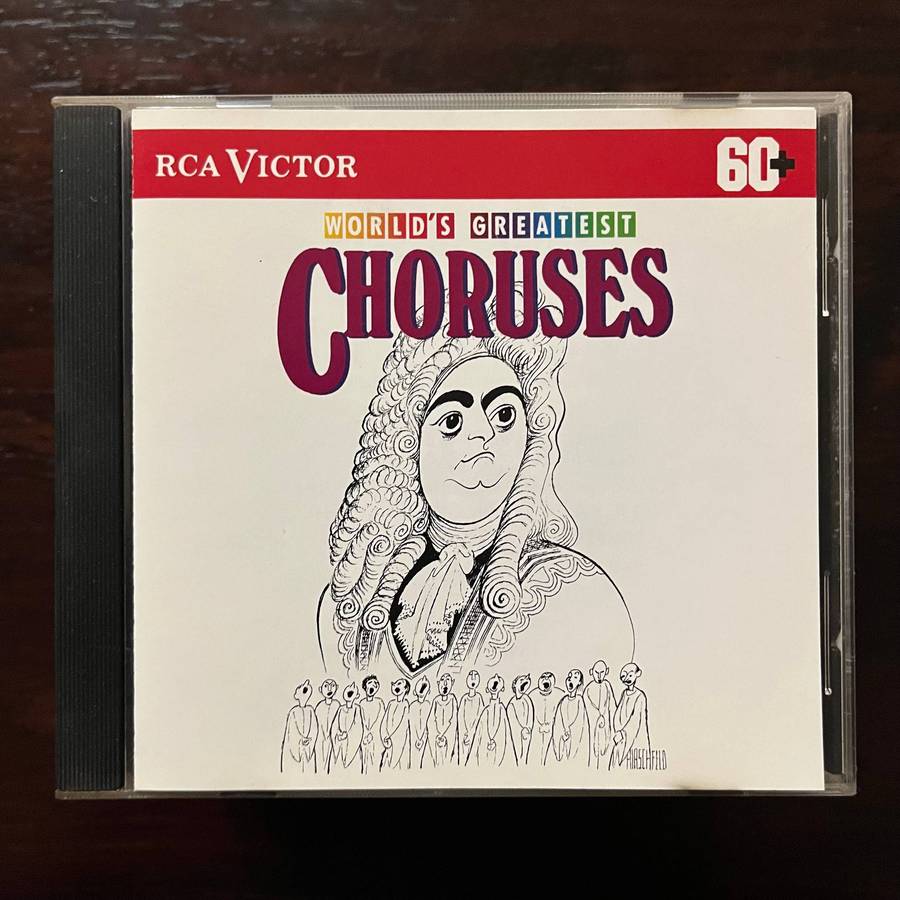 RCA VICTOR
60+
WORLD'S GREATEST
CHORUSES
HIRSCHFELD